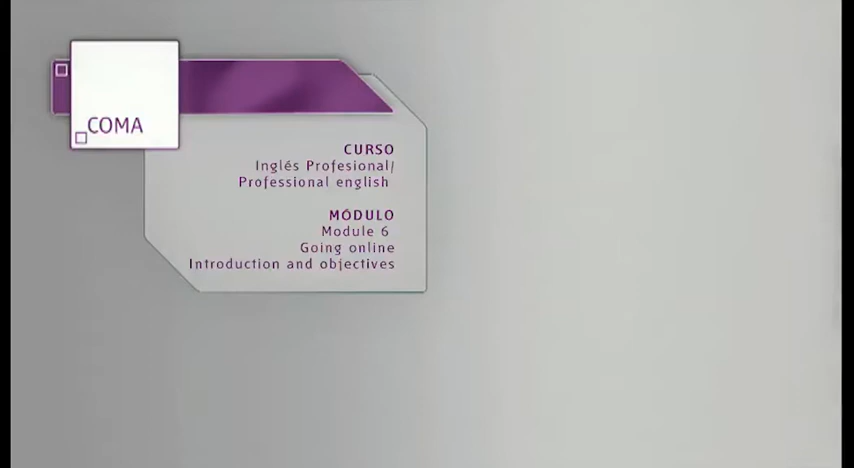 COMA
CURSO
Inglés Profesional/
Professional english
MÓDULO
Module 6
Going online
Introduction and objectives